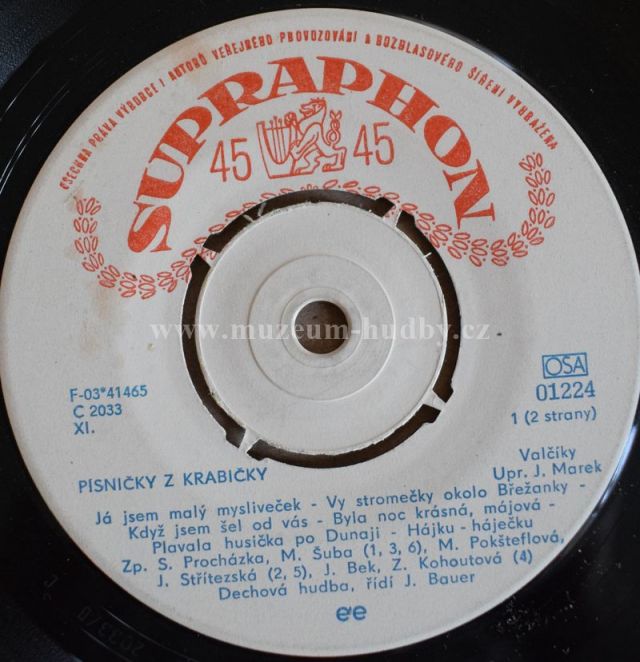 VŠECHNA PRÁVA VÝROBCE I AUTORŮ VEŘEJNÉHO PROVOZOVÁNÍ A ROZHLASOVÉHO ŠÍŘENÍ VYHRAŽENA
SUPRAPHON
45 45
www.muzeum-hudby.cz
F-03*41465
C 2033
XI.
OSA
01224
1 (2 strany)
PÍSNIČKY Z KRABIČKY
Valčíky
Upr. J. Marek
Já jsem malý mysliveček - Vy stromečky okolo Břežanky -
Když jsem šel od vás - Byla noc krásná, májová -
Plavala husička po Dunaji - Hájku - háječku
Zp. S. Procházka, M. Šuba (1, 3, 6), M. Pokšteflová,
J. Střítezská (2, 5), J. Bek, Z. Kohoutová (4)
Dechová hudba, řídí J. Bauer